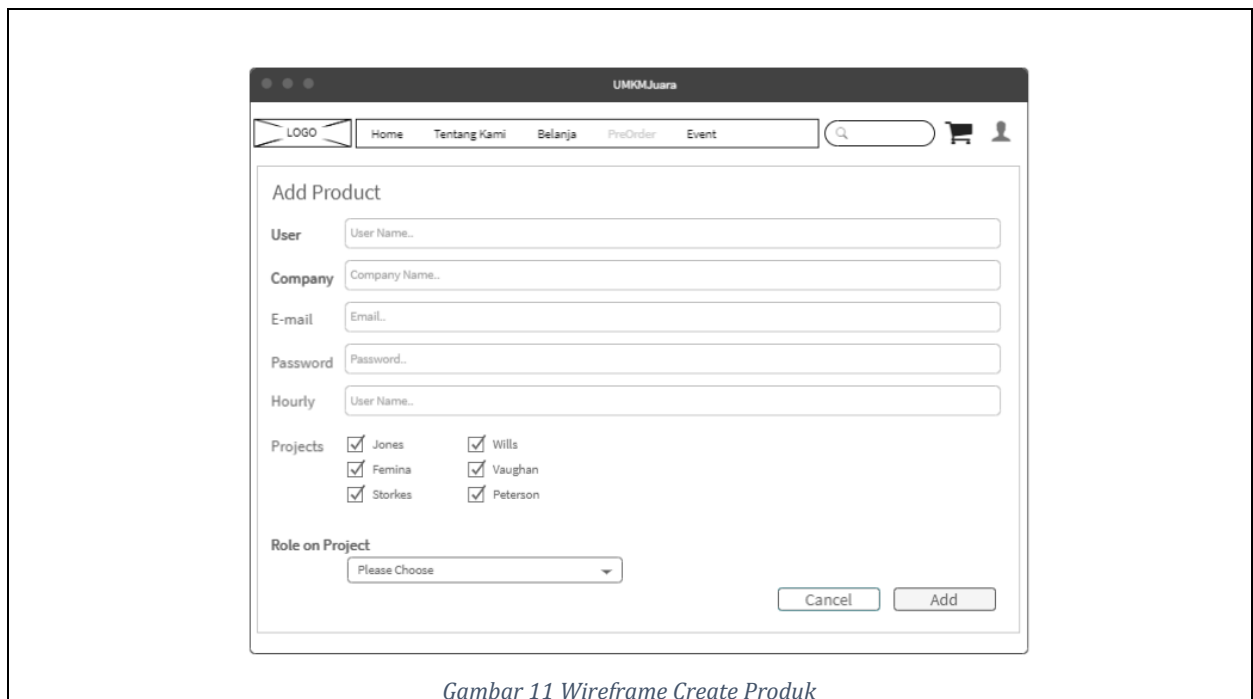 UMKMJuara
LOGO Home Tentang Kami Belanja PreOrder Event
Add Product
User User Name..
Company Company Name..
E-mail Email..
Password Password..
Hourly User Name..
Projects Jones Wills
Femina Vaughan
Storkes Peterson
Role on Project
Please Choose
Cancel Add
Gambar 11 Wireframe Create Produk